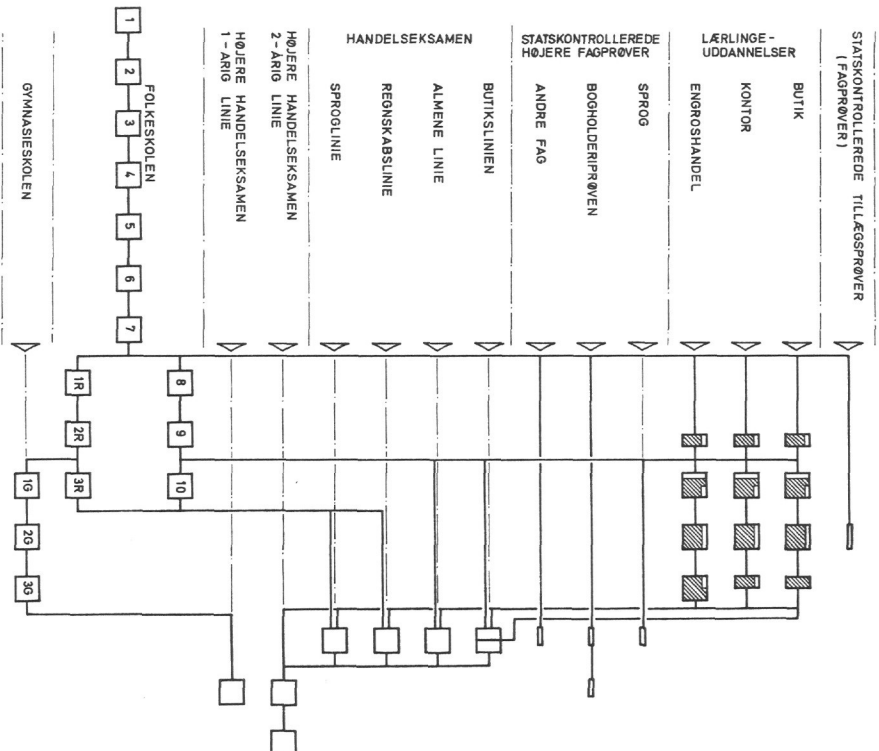 STATSKONTROLLEREDE TILLÆGSPRØVER
( FAGPRØVER )
LÆRLINGE-
UDDANNELSER
BUTIK
KONTOR
ENGROSHANDEL
STATSKONTROLLEREDE
HØJERE FAGPRØVER
SPROG
BOGHOLDERIPRØVEN
ANDRE FAG
HANDELSEKSAMEN
BUTIKSLINIEN
ALMENE LINIE
REGNSKABSLINIE
SPROGLINIE
HØJERE HANDELSEKSAMEN
2-ÅRIG LINIE
HØJERE HANDELSEKSAMEN
1-ÅRIG LINIE
FOLKESKOLEN
1
2
3
4
5
6
7
8
9
10
1R
2R
3R
GYMNASIESKOLEN
1G
2G
3G